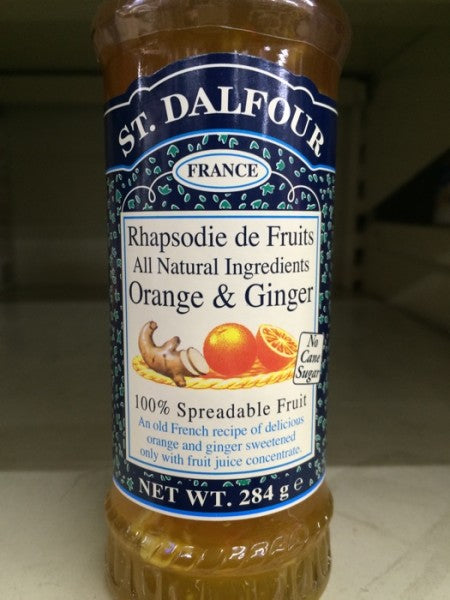 ST. DALFOUR
FRANCE
Rhapsodie de Fruits
All Natural Ingredients
Orange & Ginger
No
Cane
Sugar
100% Spreadable Fruit
An old French recipe of delicious
orange and ginger sweetened
only with fruit juice concentrate.
NET WT. 284 g ℮